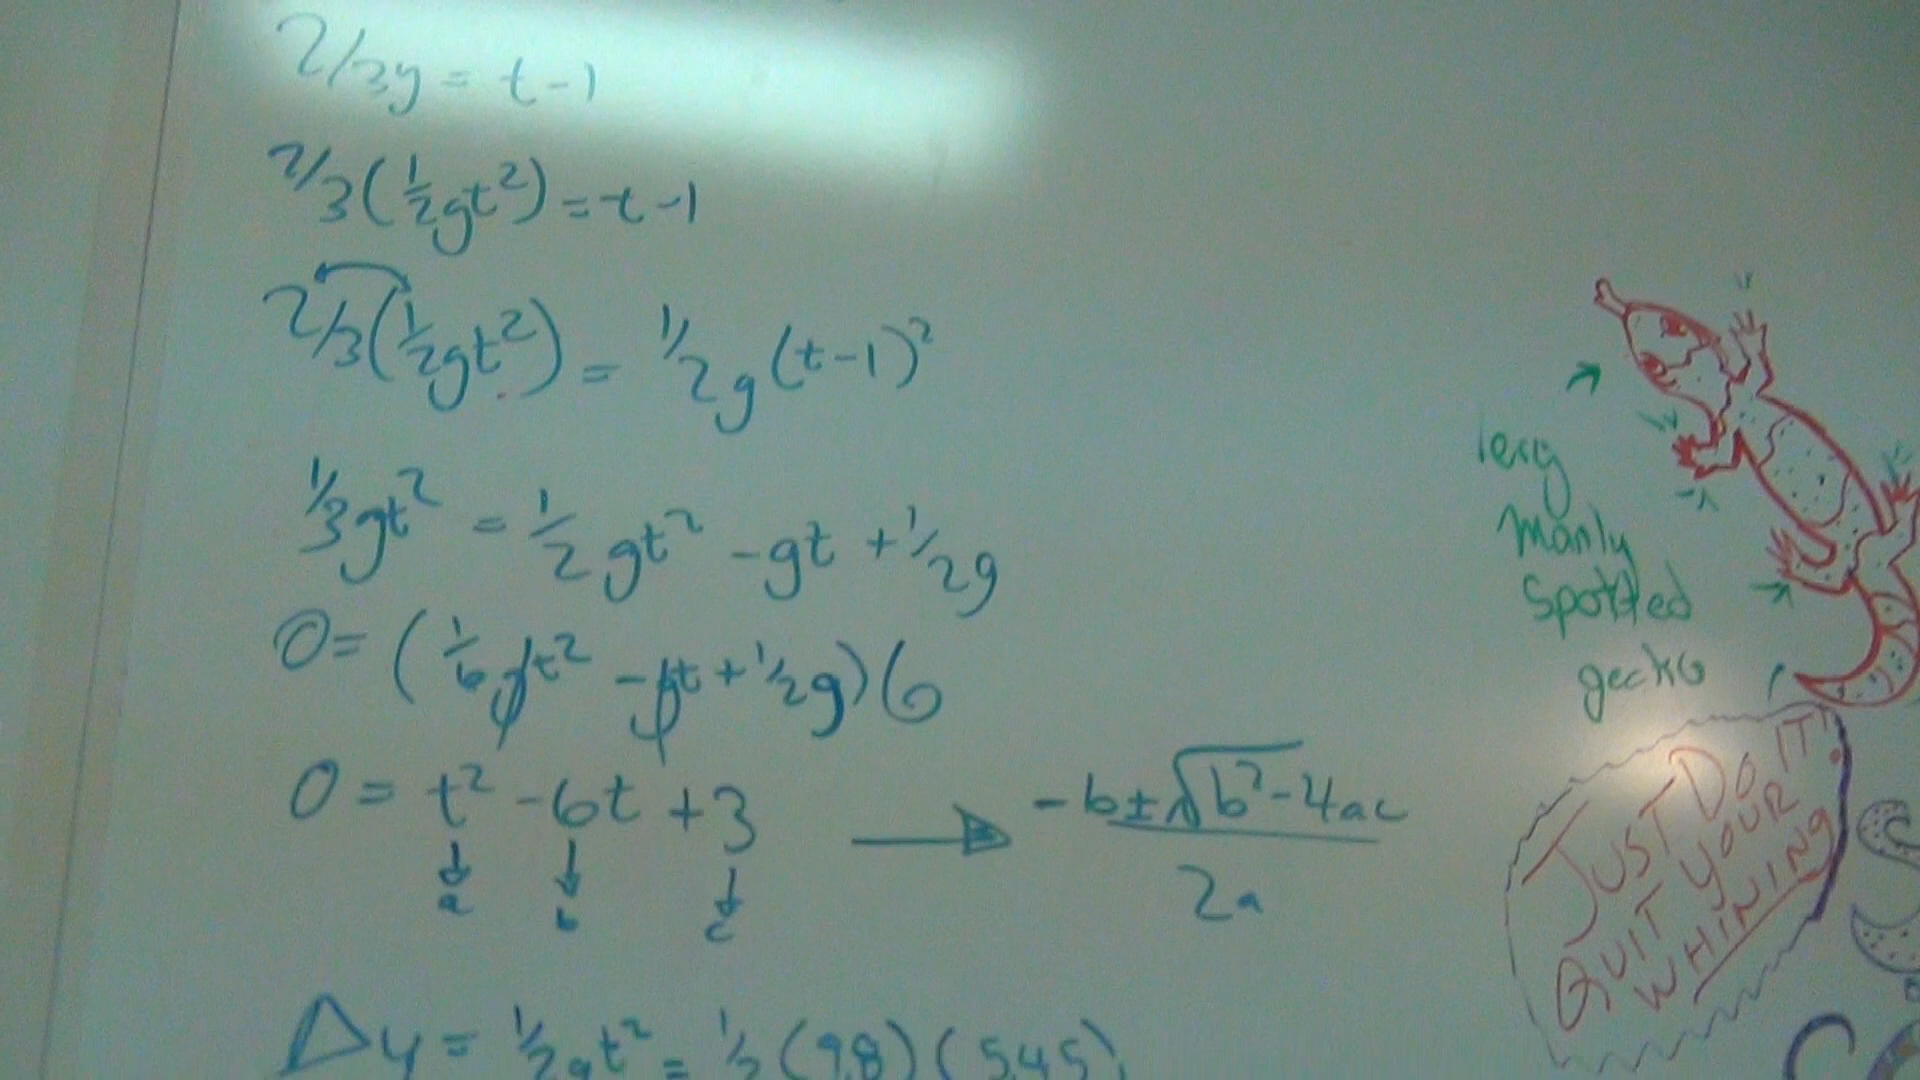 2/3y = t-1
2/3(1/2gt²) = t-1
2/3(1/2gt²) = 1/2g(t-1)²
1/3gt² = 1/2gt² - gt + 1/2g
0 = (1/6gt² - gt + 1/2g)6
0 = t² - 6t + 3 → -b±√b²-4ac
2a
a b c
Δy = 1/2gt² = 1/2(9.8)(5.45)
Manly
Spotted
gecko
JUST DO IT!
QUIT YOUR
WHINING